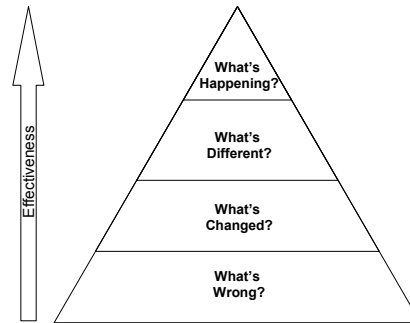 What's
Happening?
What's
Different?
What's
Changed?
What's
Wrong?
Effectiveness